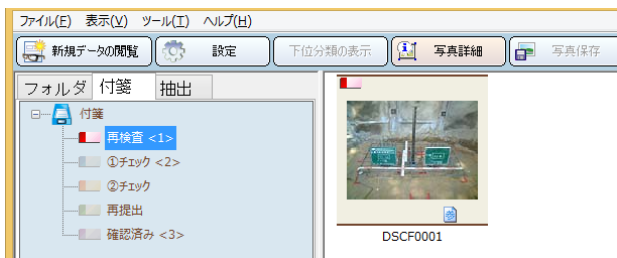 ファイル(F) 表示(V) ツール(T) ヘルプ(H)
新規データの閲覧 設定 下位分類の表示 写真詳細 写真保存
フォルダ 付箋 抽出
付箋
再検査 <1>
①チェック <2>
②チェック
再提出
確認済み <3>
DSCF0001